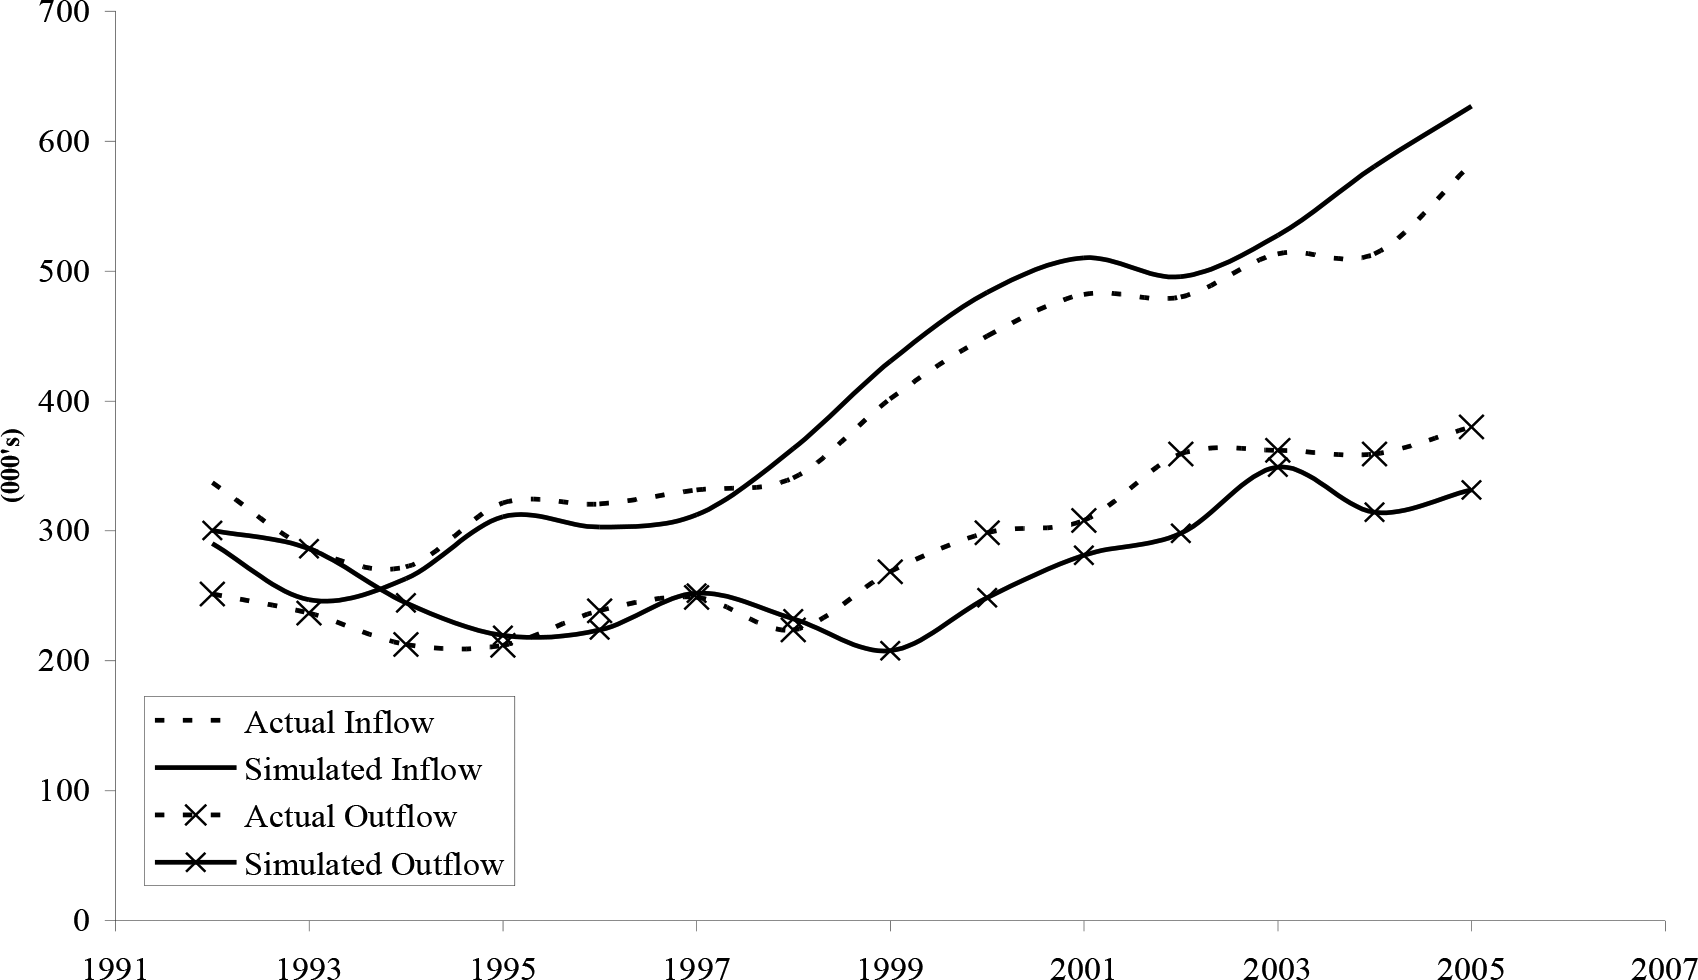 700
600
500
400
300
200
100
0
(000's)
Actual Inflow
Simulated Inflow
Actual Outflow
Simulated Outflow
1991 1993 1995 1997 1999 2001 2003 2005 2007